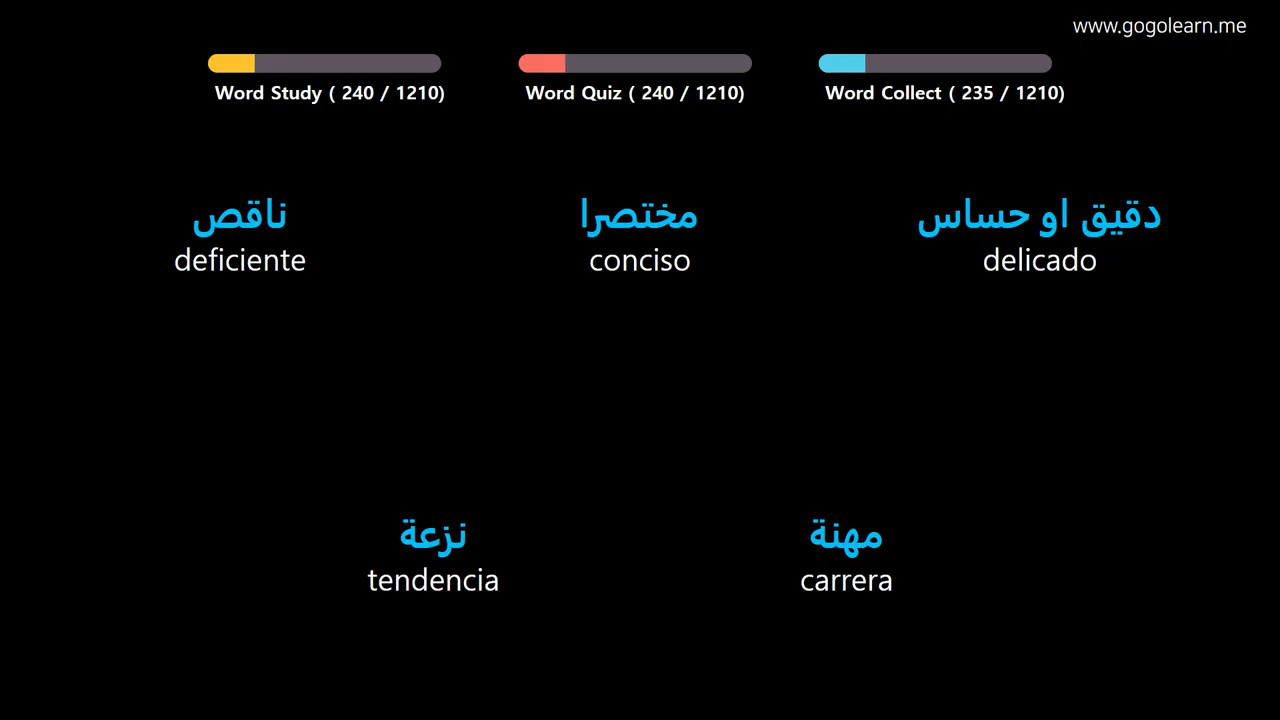 www.gogolearn.me
Word Study ( 240 / 1210)
Word Quiz ( 240 / 1210)
Word Collect ( 235 / 1210)
ناقص
deficiente
مختصرا
conciso
دقيق او حساس
delicado
نزعة
tendencia
مهنة
carrera